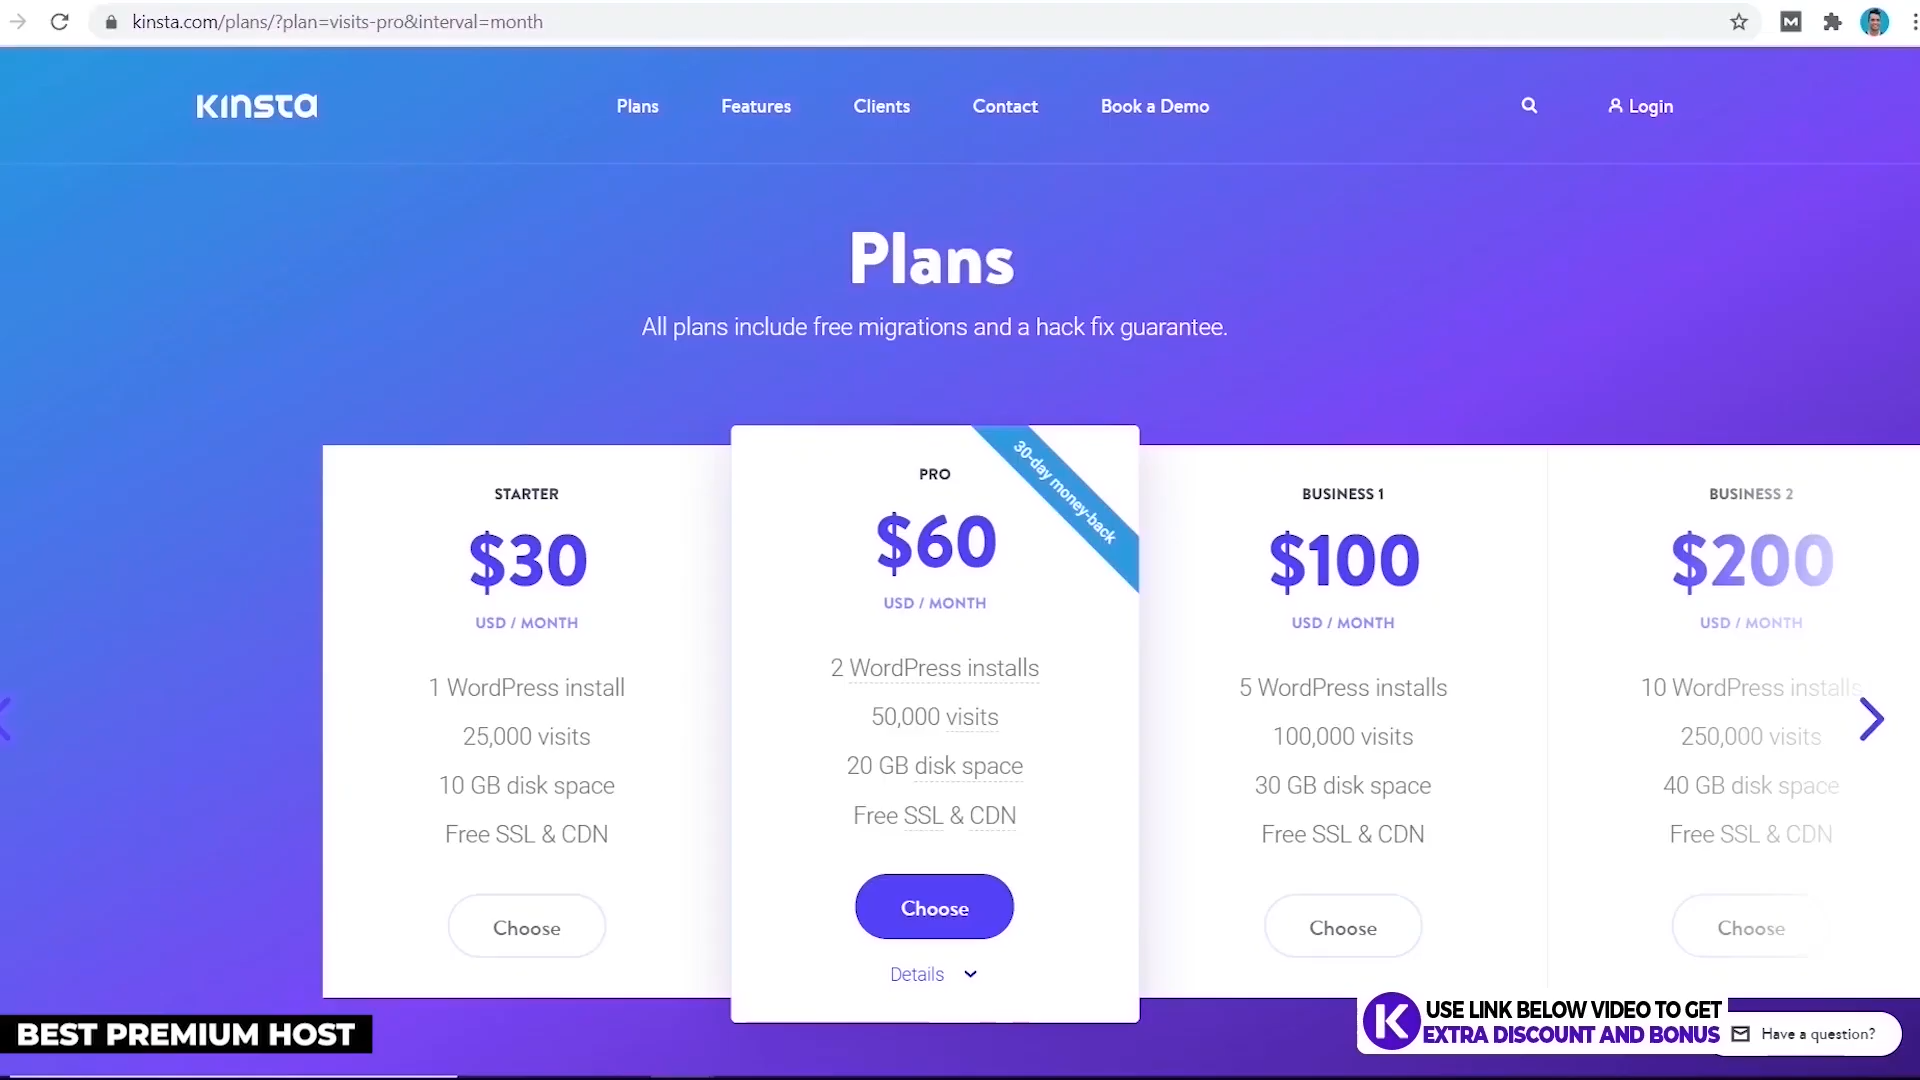 kinsta.com/plans/?plan=visits-pro&interval=month
M
KINSTA
Plans
Features
Clients
Contact
Book a Demo
Login
Plans
All plans include free migrations and a hack fix guarantee.
STARTER
$30
USD / MONTH
1 WordPress install
25,000 visits
10 GB disk space
Free SSL & CDN
Choose
PRO
30-day money-back
$60
USD / MONTH
2 WordPress installs
50,000 visits
20 GB disk space
Free SSL & CDN
Choose
Details
BUSINESS 1
$100
USD / MONTH
5 WordPress installs
100,000 visits
30 GB disk space
Free SSL & CDN
Choose
BUSINESS 2
$200
USD / MONTH
10 WordPress installs
250,000 visits
40 GB disk space
Free SSL & CDN
Choose
BEST PREMIUM HOST
K
USE LINK BELOW VIDEO TO GET
EXTRA DISCOUNT AND BONUS
Have a question?